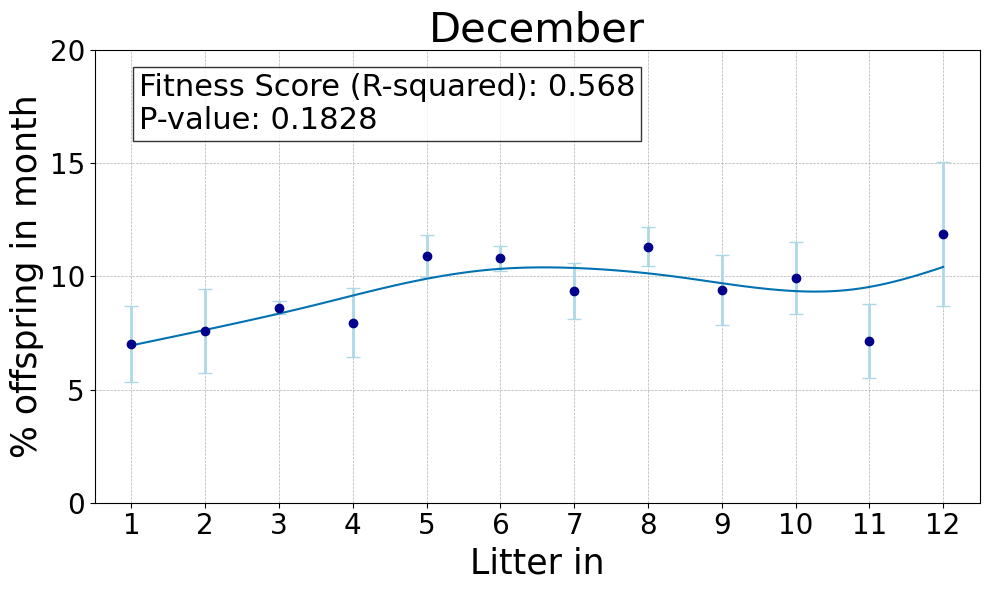 December
Fitness Score (R-squared): 0.568
P-value: 0.1828
% offspring in month
20
15
10
5
0
1 2 3 4 5 6 7 8 9 10 11 12
Litter in